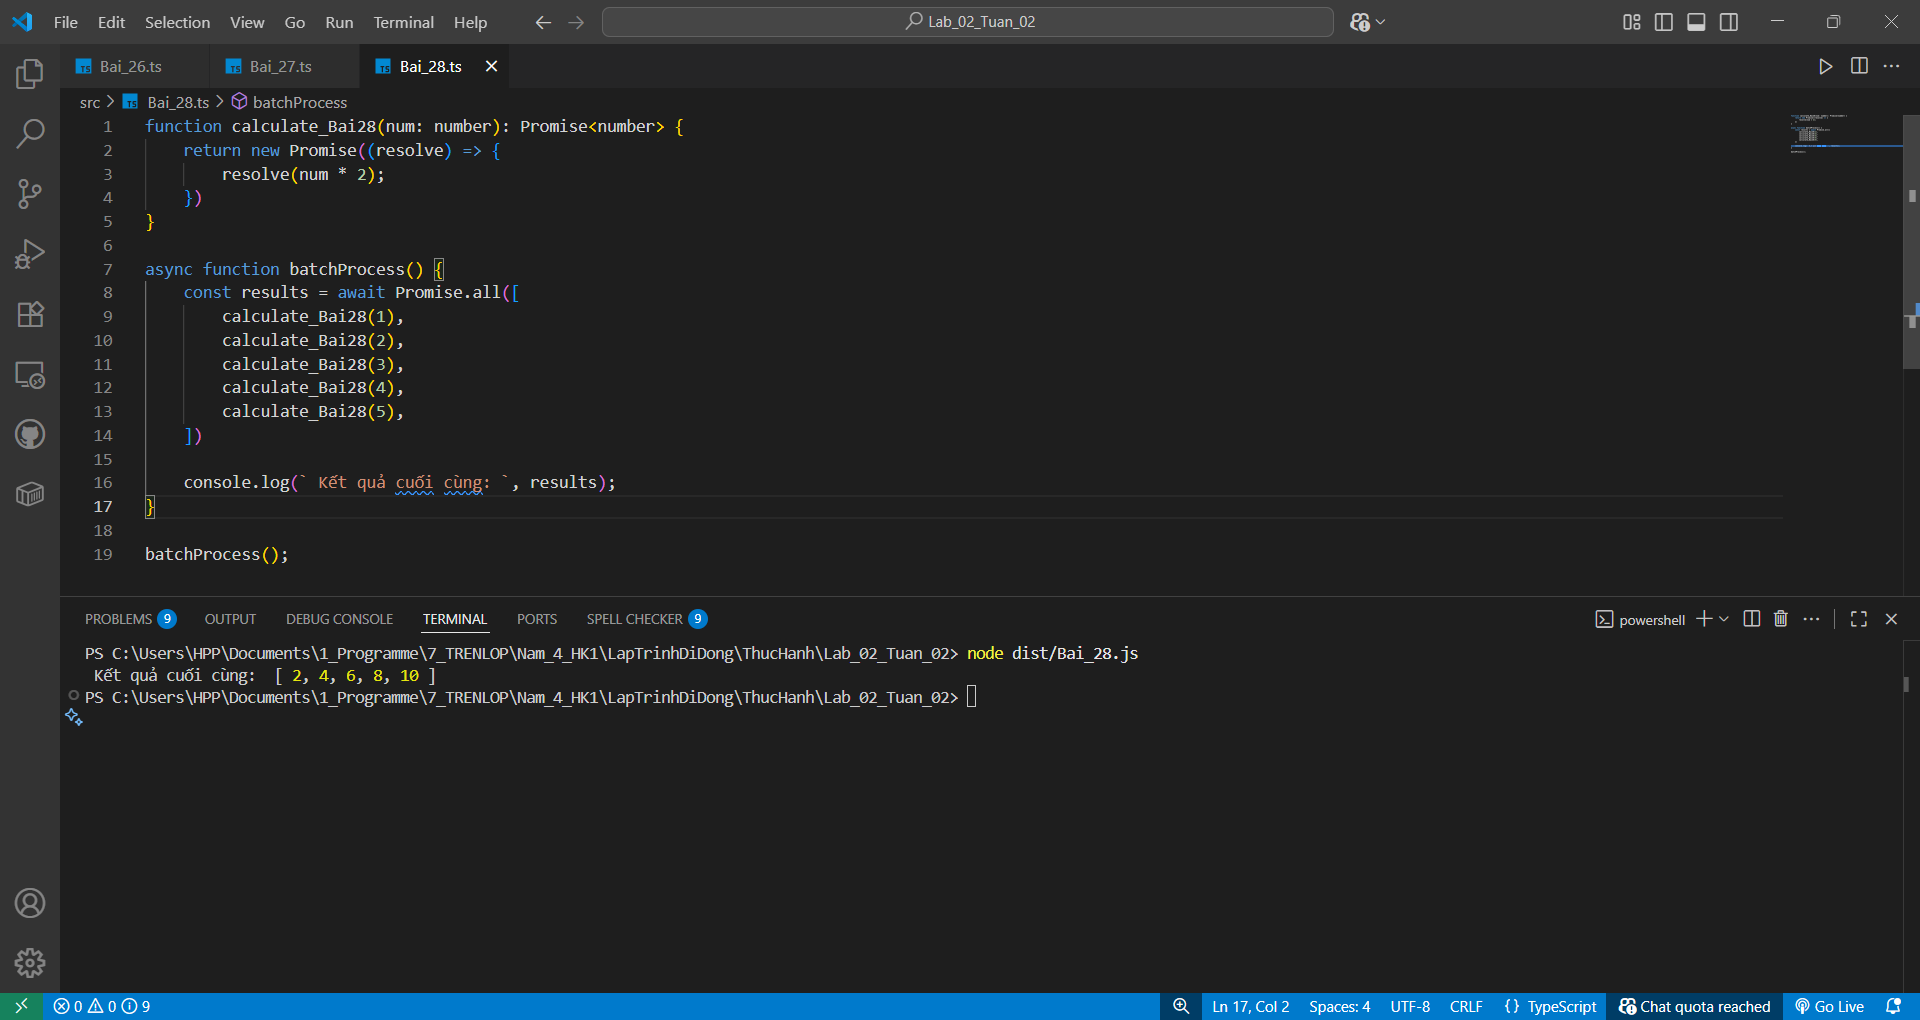 File Edit Selection View Go Run Terminal Help Lab_02_Tuan_02
TS Bai_26.ts TS Bai_27.ts TS Bai_28.ts
src > TS Bai_28.ts > batchProcess
1 function calculate_Bai28(num: number): Promise<number> {
2 return new Promise((resolve) => {
3 resolve(num * 2);
4 })
5 }
6
7 async function batchProcess() {
8 const results = await Promise.all([
9 calculate_Bai28(1),
10 calculate_Bai28(2),
11 calculate_Bai28(3),
12 calculate_Bai28(4),
13 calculate_Bai28(5),
14 ])
15
16 console.log(` Kết quả cuối cùng: `, results);
17 }
18
19 batchProcess();
PROBLEMS 9 OUTPUT DEBUG CONSOLE TERMINAL PORTS SPELL CHECKER 9 powershell
PS C:\Users\HPP\Documents\1_Programme\7_TRENLOP\Nam_4_HK1\LapTrinhDiDong\ThucHanh\Lab_02_Tuan_02> node dist/Bai_28.js
Kết quả cuối cùng: [ 2, 4, 6, 8, 10 ]
PS C:\Users\HPP\Documents\1_Programme\7_TRENLOP\Nam_4_HK1\LapTrinhDiDong\ThucHanh\Lab_02_Tuan_02>
0 0 9 Ln 17, Col 2 Spaces: 4 UTF-8 CRLF {} TypeScript Chat quota reached Go Live